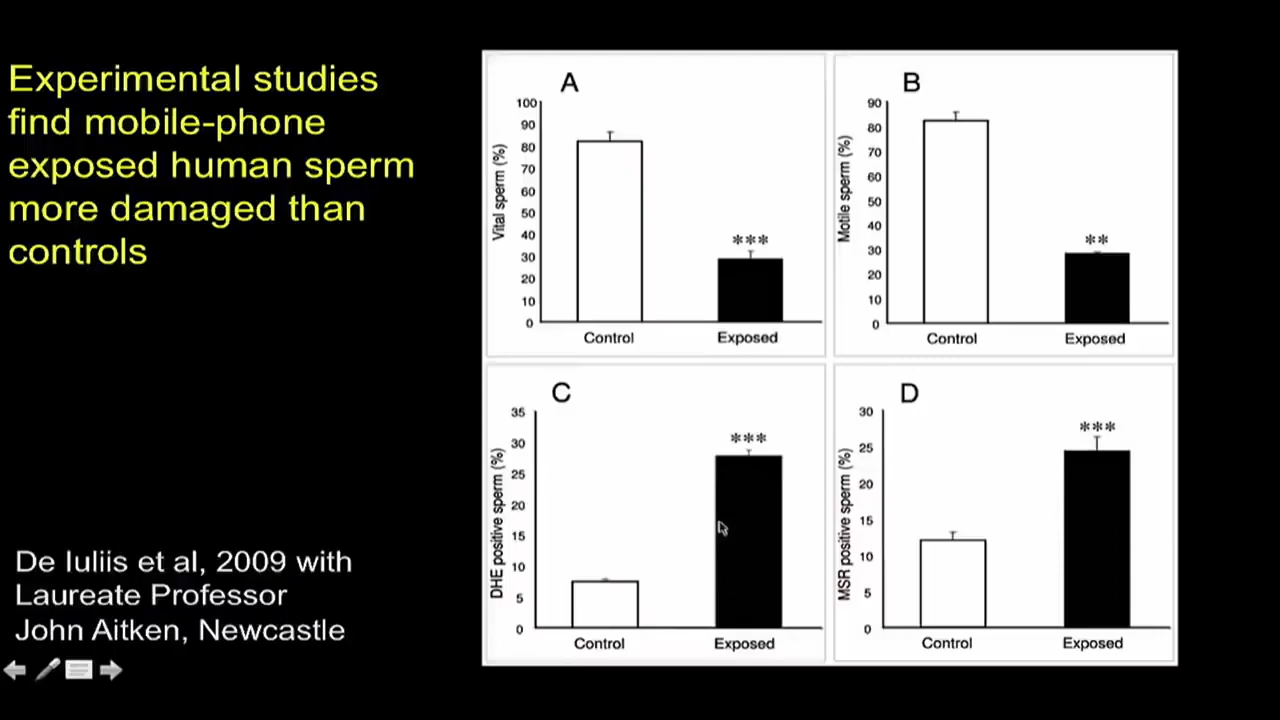 Experimental studies
find mobile-phone
exposed human sperm
more damaged than
controls
De Iuliis et al, 2009 with
Laureate Professor
John Aitken, Newcastle
A
Vital sperm (%)
100
90
80
70
60
50
40
30
20
10
0
***
Control Exposed
B
Motile sperm (%)
90
80
70
60
50
40
30
20
10
0
**
Control Exposed
C
DHE positive sperm (%)
35
30
25
20
15
10
5
0
***
Control Exposed
D
MSR positive sperm (%)
30
25
20
15
10
5
0
***
Control Exposed